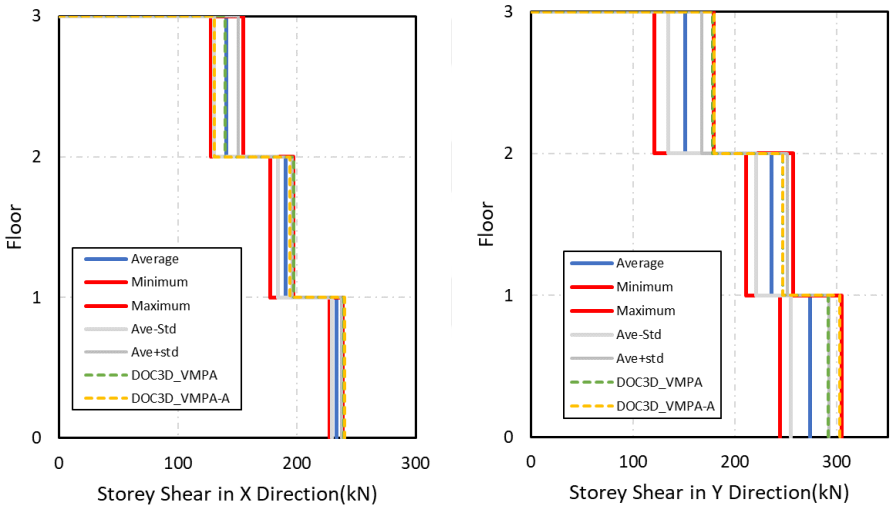 3
2
1
0
Floor
Average
Minimum
Maximum
Ave-Std
Ave+std
DOC3D_VMPA
DOC3D_VMPA-A
0 100 200 300
Storey Shear in X Direction(kN)
3
2
1
0
Floor
Average
Minimum
Maximum
Ave-Std
Ave+std
DOC3D_VMPA
DOC3D_VMPA-A
0 100 200 300
Storey Shear in Y Direction(kN)